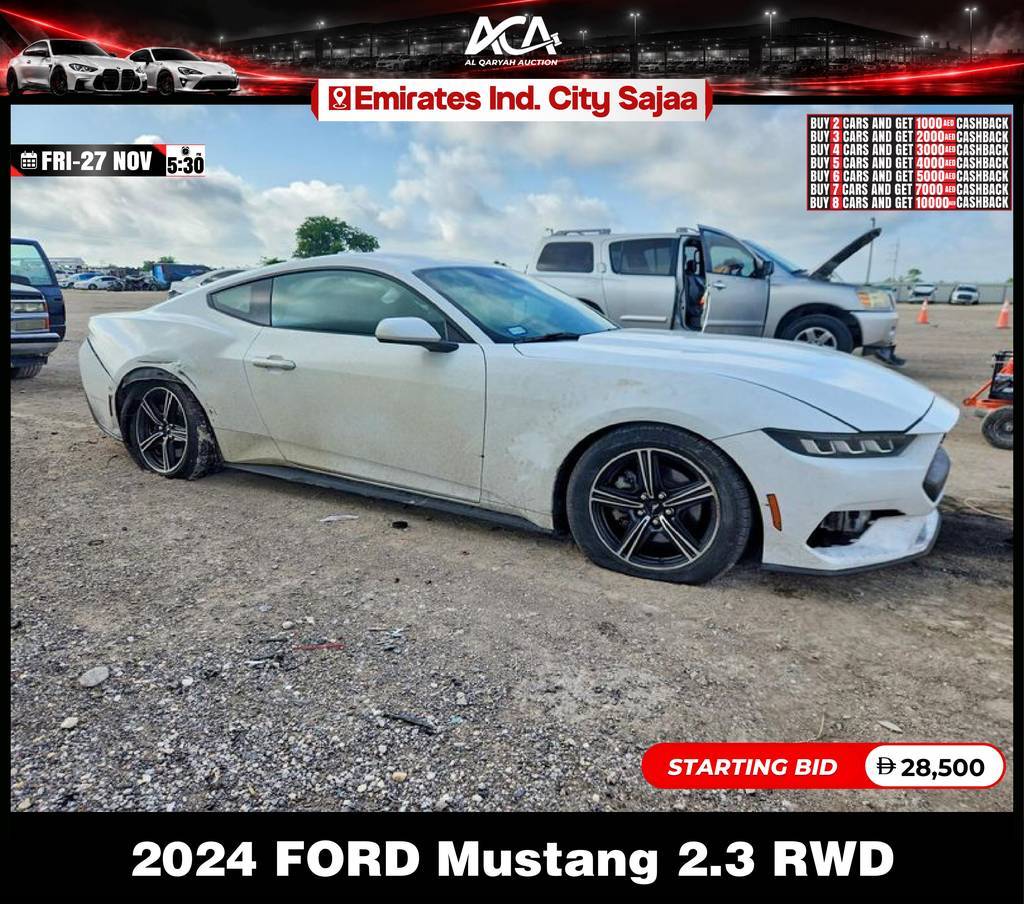 ACA
AL QARYAH AUCTION
Emirates Ind. City Sajaa
FRI-27 NOV 5:30 PM
BUY 2 CARS AND GET 1000 AED CASHBACK
BUY 3 CARS AND GET 2000 AED CASHBACK
BUY 4 CARS AND GET 3000 AED CASHBACK
BUY 5 CARS AND GET 4000 AED CASHBACK
BUY 6 CARS AND GET 5000 AED CASHBACK
BUY 7 CARS AND GET 7000 AED CASHBACK
BUY 8 CARS AND GET 10000 AED CASHBACK
STARTING BID 28,500
2024 FORD Mustang 2.3 RWD